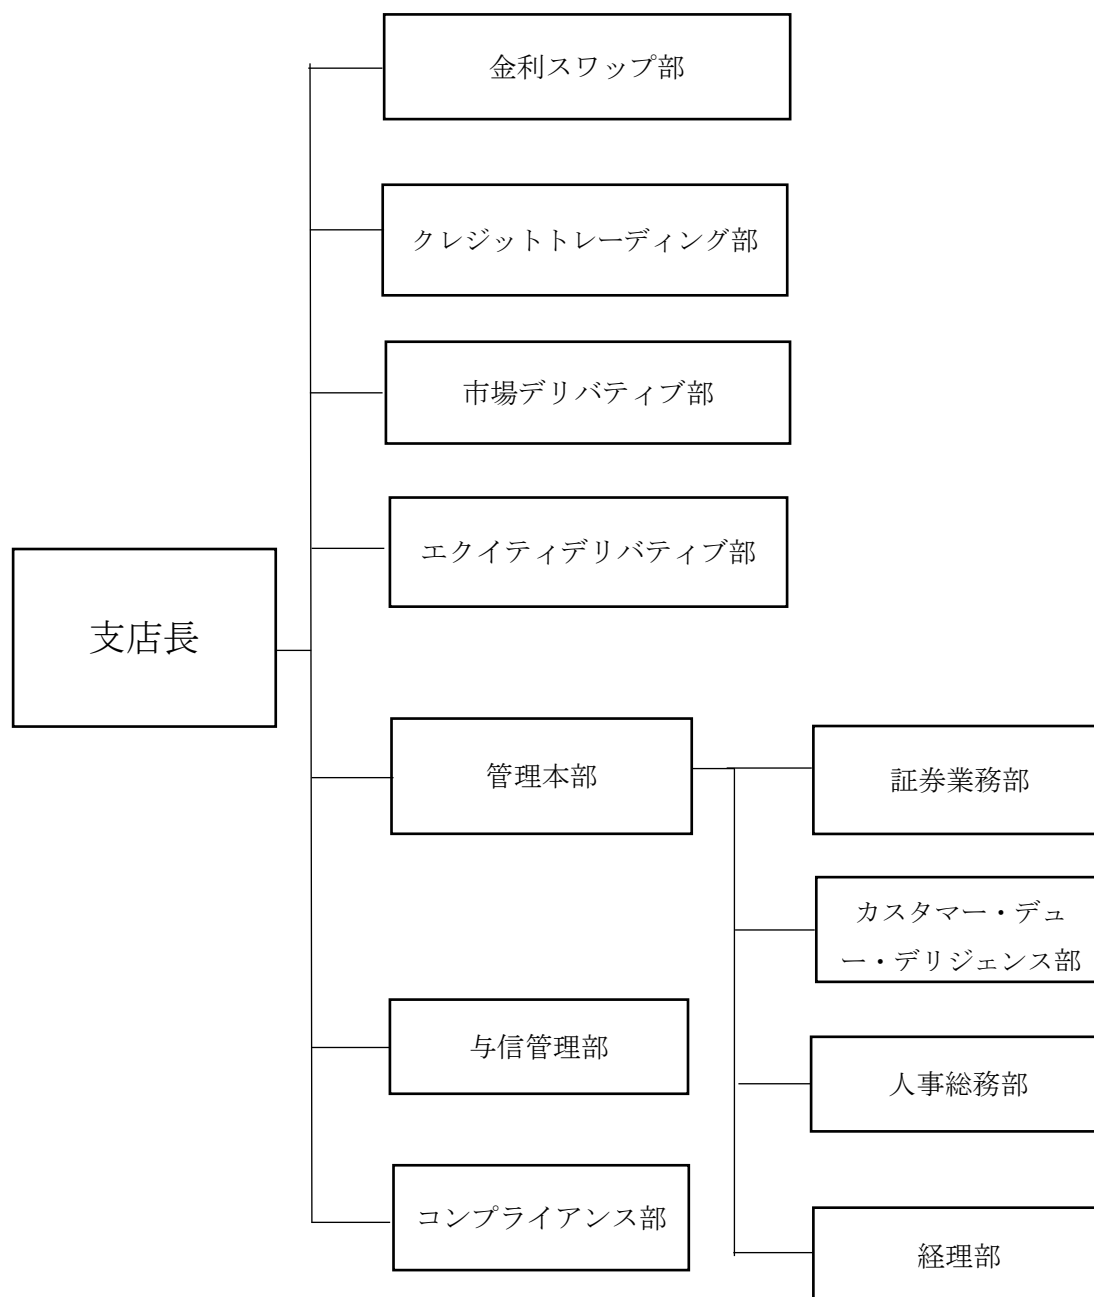 金利スワップ部
クレジットトレーディング部
市場デリバティブ部
エクイティデリバティブ部
支店長
管理本部
証券業務部
カスタマー・デュ
ー・デリジェンス部
与信管理部
人事総務部
コンプライアンス部
経理部